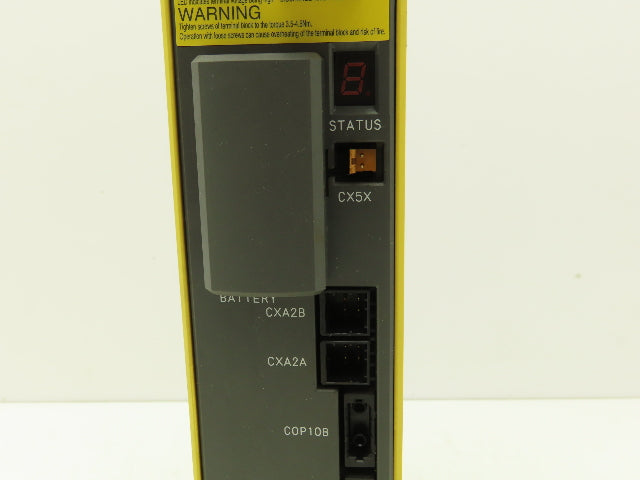 WARNING
Tighten screws of terminal block to the torque 3.5-4.5Nm.
Operation with loose screws can cause overheating of the terminal block and risk of fire.
STATUS
CX5X
BATTERY
CXA2B
CXA2A
COP10B